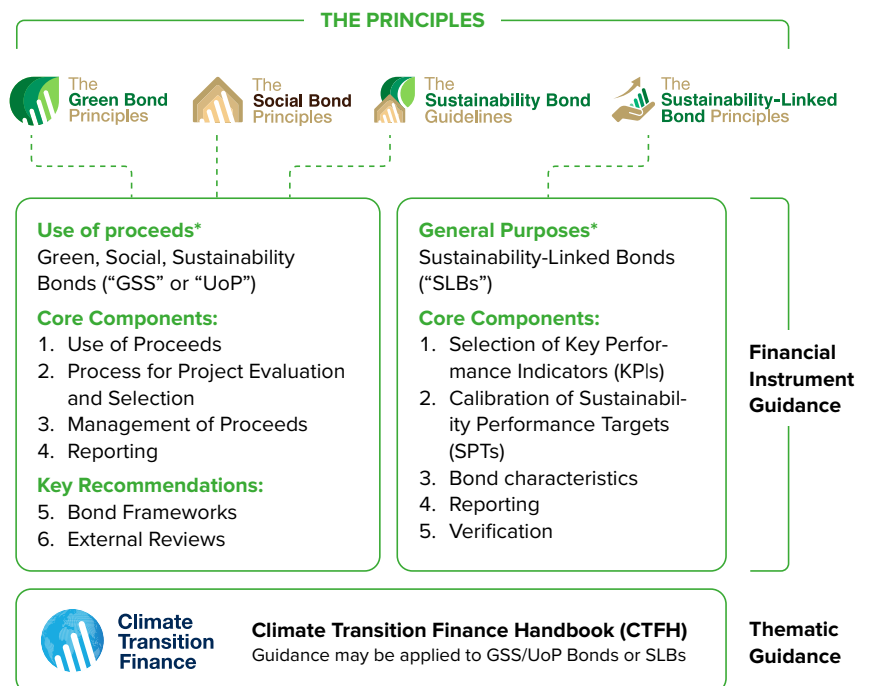 THE PRINCIPLES
The
Green Bond
Principles
The
Social Bond
Principles
The
Sustainability Bond
Guidelines
The
Sustainability-Linked
Bond Principles
Use of proceeds*
Green, Social, Sustainability
Bonds (“GSS” or “UoP”)
Core Components:
1. Use of Proceeds
2. Process for Project Evaluation
and Selection
3. Management of Proceeds
4. Reporting
Key Recommendations:
5. Bond Frameworks
6. External Reviews
General Purposes*
Sustainability-Linked Bonds
(“SLBs”)
Core Components:
1. Selection of Key Perfor-
mance Indicators (KPIs)
2. Calibration of Sustainabil-
ity Performance Targets
(SPTs)
3. Bond characteristics
4. Reporting
5. Verification
Financial
Instrument
Guidance
Climate
Transition
Finance
Climate Transition Finance Handbook (CTFH)
Guidance may be applied to GSS/UoP Bonds or SLBs
Thematic
Guidance